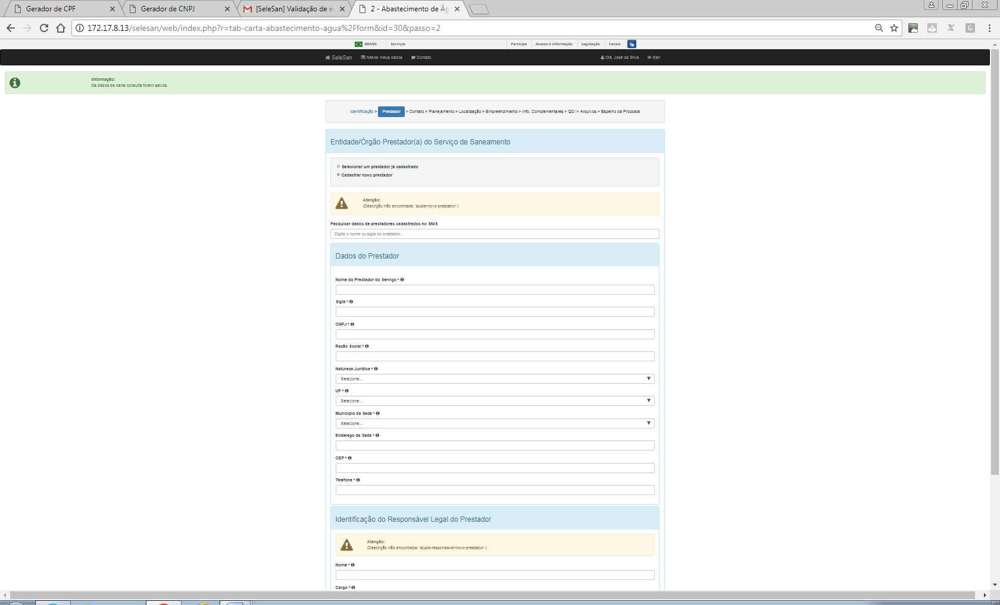 Gerador de CPF
Gerador de CNPJ
[SeleSan] Validação de e-
2 - Abastecimento de Ág
172.17.8.13/selesan/web/index.php?r=tab-carta-abastecimento-agua%2Fform&id=30&passo=2
G
BRASIL
Serviços
Participe
Acesso à informação
Legislação
Canais
SeleSan
Alterar meus dados
Contato
Olá, José da Silva
Sair
Informação:
Os dados da carta consulta foram salvos.
Identificação > Prestador > Contato > Planejamento > Localização > Empreendimento > Info. Complementares > QCI > Arquivos > Espelho da Proposta
Entidade/Órgão Prestador(a) do Serviço de Saneamento
Selecionar um prestador já cadastrado
Cadastrar novo prestador
Atenção:
(Descrição não encontrada: 'ajuda-novo-prestador'.)
Pesquisar dados de prestadores cadastrados no SNIS
Digite o nome ou sigla do prestador...
Dados do Prestador
Nome do Prestador do Serviço *
Sigla *
CNPJ *
Razão Social *
Natureza Jurídica *
Selecione...
UF *
Selecione...
Município da Sede *
Selecione...
Endereço da Sede *
CEP *
Telefone *
Identificação do Responsável Legal do Prestador
Atenção:
(Descrição não encontrada: 'ajuda-responsavel-novo-prestador'.)
Nome *
Cargo *